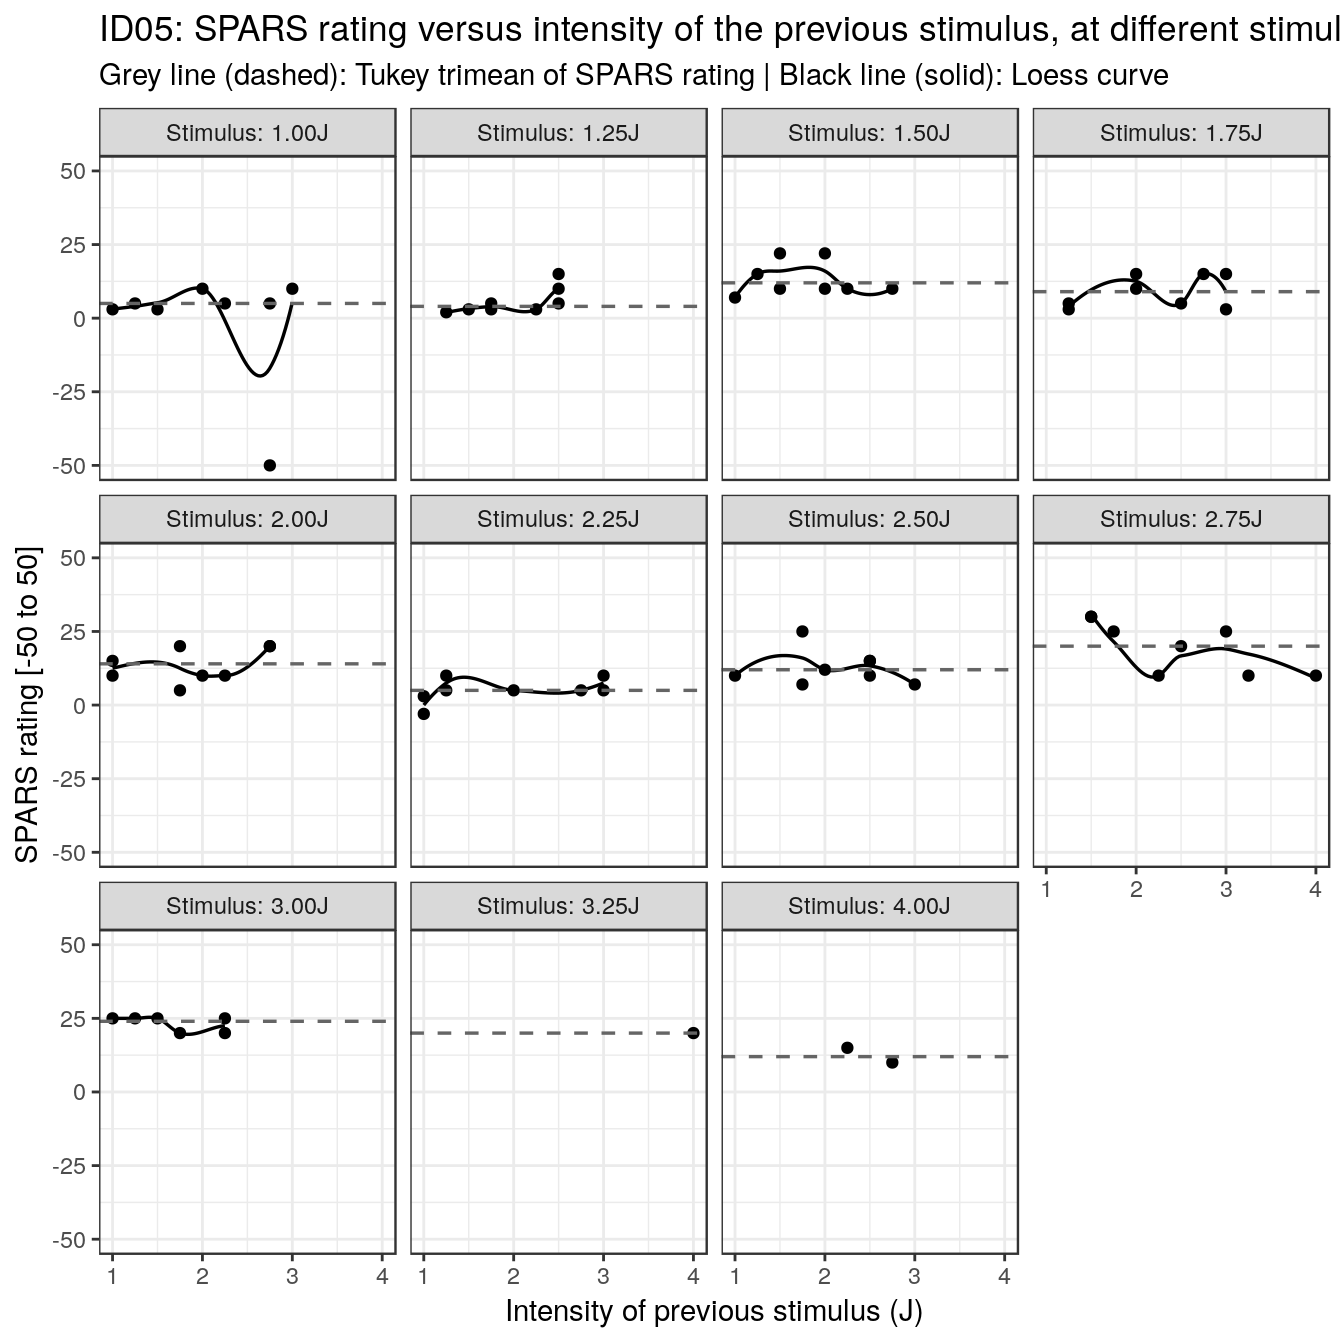 ID05: SPARS rating versus intensity of the previous stimulus, at different stimul
Grey line (dashed): Tukey trimean of SPARS rating | Black line (solid): Loess curve
Stimulus: 1.00J
Stimulus: 1.25J
Stimulus: 1.50J
Stimulus: 1.75J
50
25
0
-25
-50
Stimulus: 2.00J
Stimulus: 2.25J
Stimulus: 2.50J
Stimulus: 2.75J
50
25
0
-25
-50
1 2 3 4
Stimulus: 3.00J
Stimulus: 3.25J
Stimulus: 4.00J
50
25
0
-25
-50
1 2 3 4
1 2 3 4
1 2 3 4
SPARS rating [-50 to 50]
Intensity of previous stimulus (J)